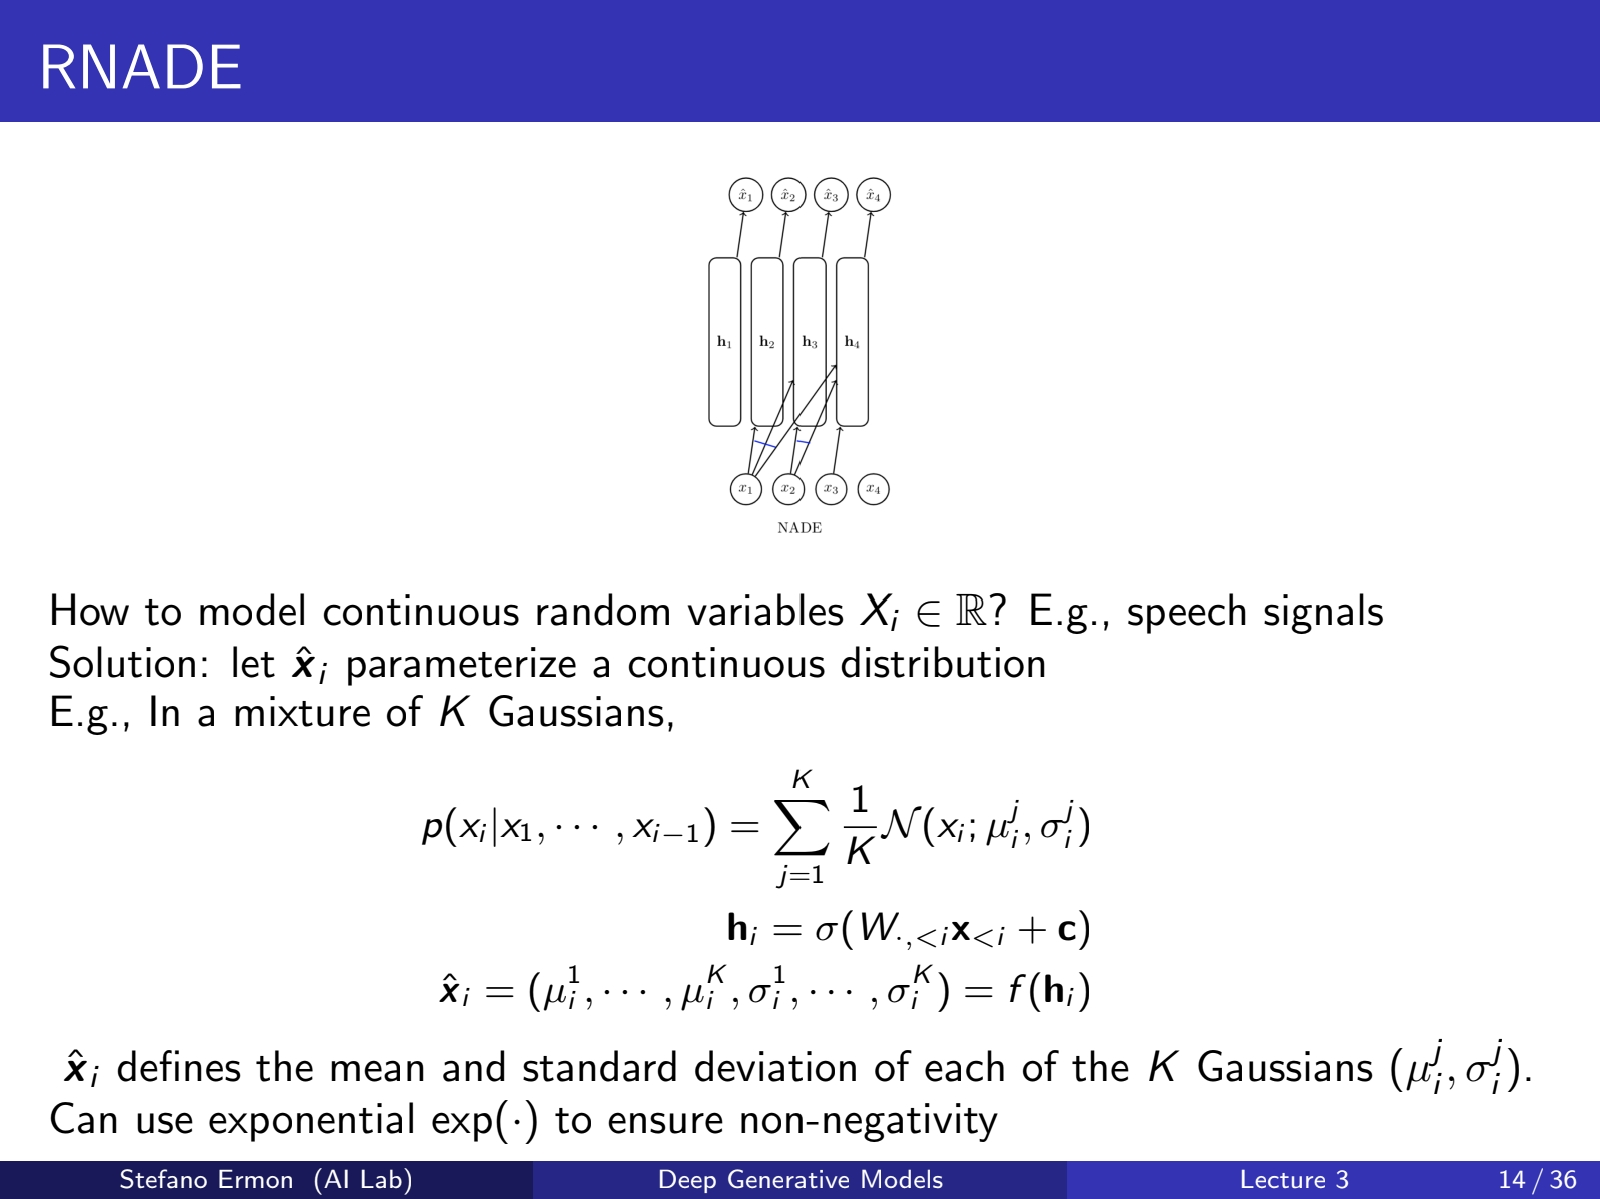 RNADE
x̂₁ x̂₂ x̂₃ x̂₄
h₁ h₂ h₃ h₄
x₁ x₂ x₃ x₄
NADE
How to model continuous random variables Xᵢ ∈ ℝ? E.g., speech signals
Solution: let x̂ᵢ parameterize a continuous distribution
E.g., In a mixture of K Gaussians,
p(xᵢ|x₁, ⋯ , xᵢ₋₁) = ∑_{j=1}^{K} \frac{1}{K} 𝒩(xᵢ; μᵢʲ, σᵢʲ)
hᵢ = σ(W_{·,<i}x_{<i} + c)
x̂ᵢ = (μᵢ¹, ⋯ , μᵢᴷ, σᵢ¹, ⋯ , σᵢᴷ) = f(hᵢ)
x̂ᵢ defines the mean and standard deviation of each of the K Gaussians (μᵢʲ, σᵢʲ).
Can use exponential exp(·) to ensure non-negativity
Stefano Ermon (AI Lab) Deep Generative Models Lecture 3 14 / 36